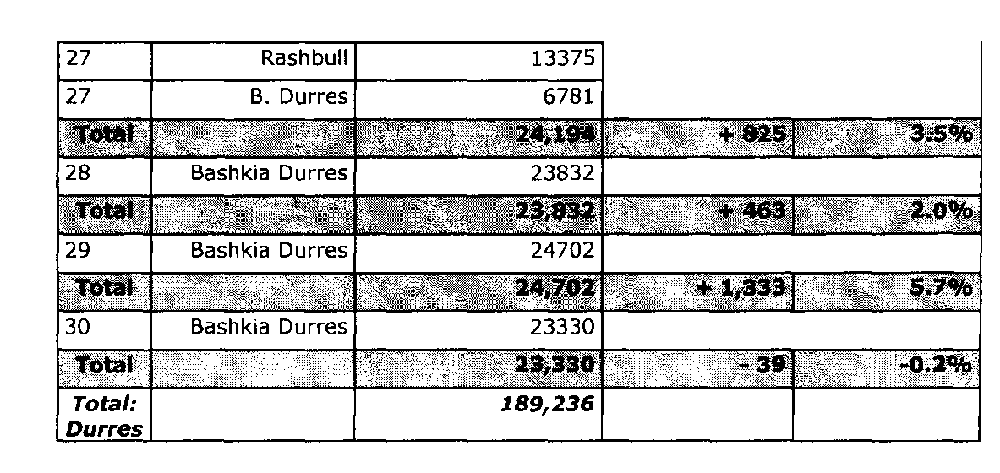 27 Rashbull 13375
27 B. Durres 6781
Total 24,194 + 825 3.5%
28 Bashkia Durres 23832
Total 23,832 + 463 2.0%
29 Bashkia Durres 24702
Total 24,702 + 1,333 5.7%
30 Bashkia Durres 23330
Total 23,330 - 39 -0.2%
Total: 189,236
Durres